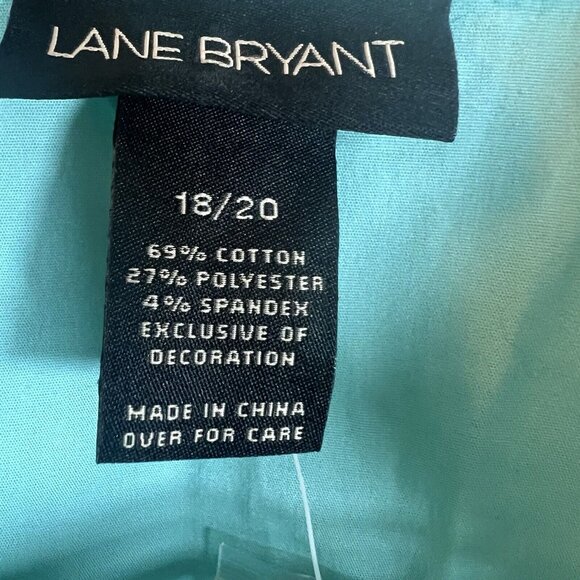 LANE BRYANT
18/20
69% COTTON
27% POLYESTER
4% SPANDEX
EXCLUSIVE OF
DECORATION
MADE IN CHINA
OVER FOR CARE